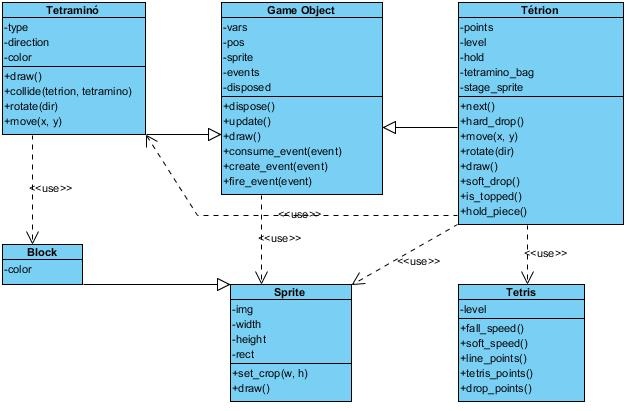 Tetraminó
-type
-direction
-color
+draw()
+collide(tetrion, tetramino)
+rotate(dir)
+move(x, y)
Game Object
-vars
-pos
-sprite
-events
-disposed
+dispose()
+update()
+draw()
+consume_event(event)
+create_event(event)
+fire_event(event)
Tétrion
-points
-level
-hold
-tetramino_bag
-stage_sprite
+next()
+hard_drop()
+move(x, y)
+rotate(dir)
+draw()
+soft_drop()
+is_topped()
+hold_piece()
<<use>>
<<use>>
<<use>>
<<use>>
<<use>>
Block
-color
Sprite
-img
-width
-height
-rect
+set_crop(w, h)
+draw()
Tetris
-level
+fall_speed()
+soft_speed()
+line_points()
+tetris_points()
+drop_points()